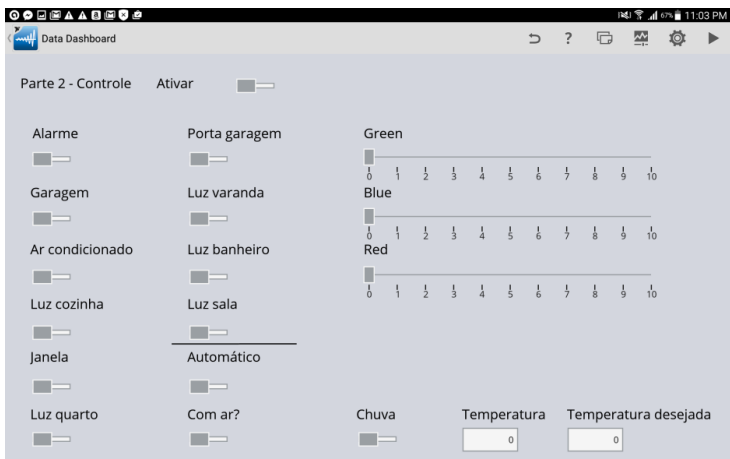 67% 11:03 PM
Data Dashboard
?
Parte 2 - Controle Ativar
Alarme Porta garagem Green
0 1 2 3 4 5 6 7 8 9 10
Garagem Luz varanda Blue
0 1 2 3 4 5 6 7 8 9 10
Ar condicionado Luz banheiro Red
0 1 2 3 4 5 6 7 8 9 10
Luz cozinha Luz sala
Janela Automático
Luz quarto Com ar? Chuva Temperatura Temperatura desejada
0 0